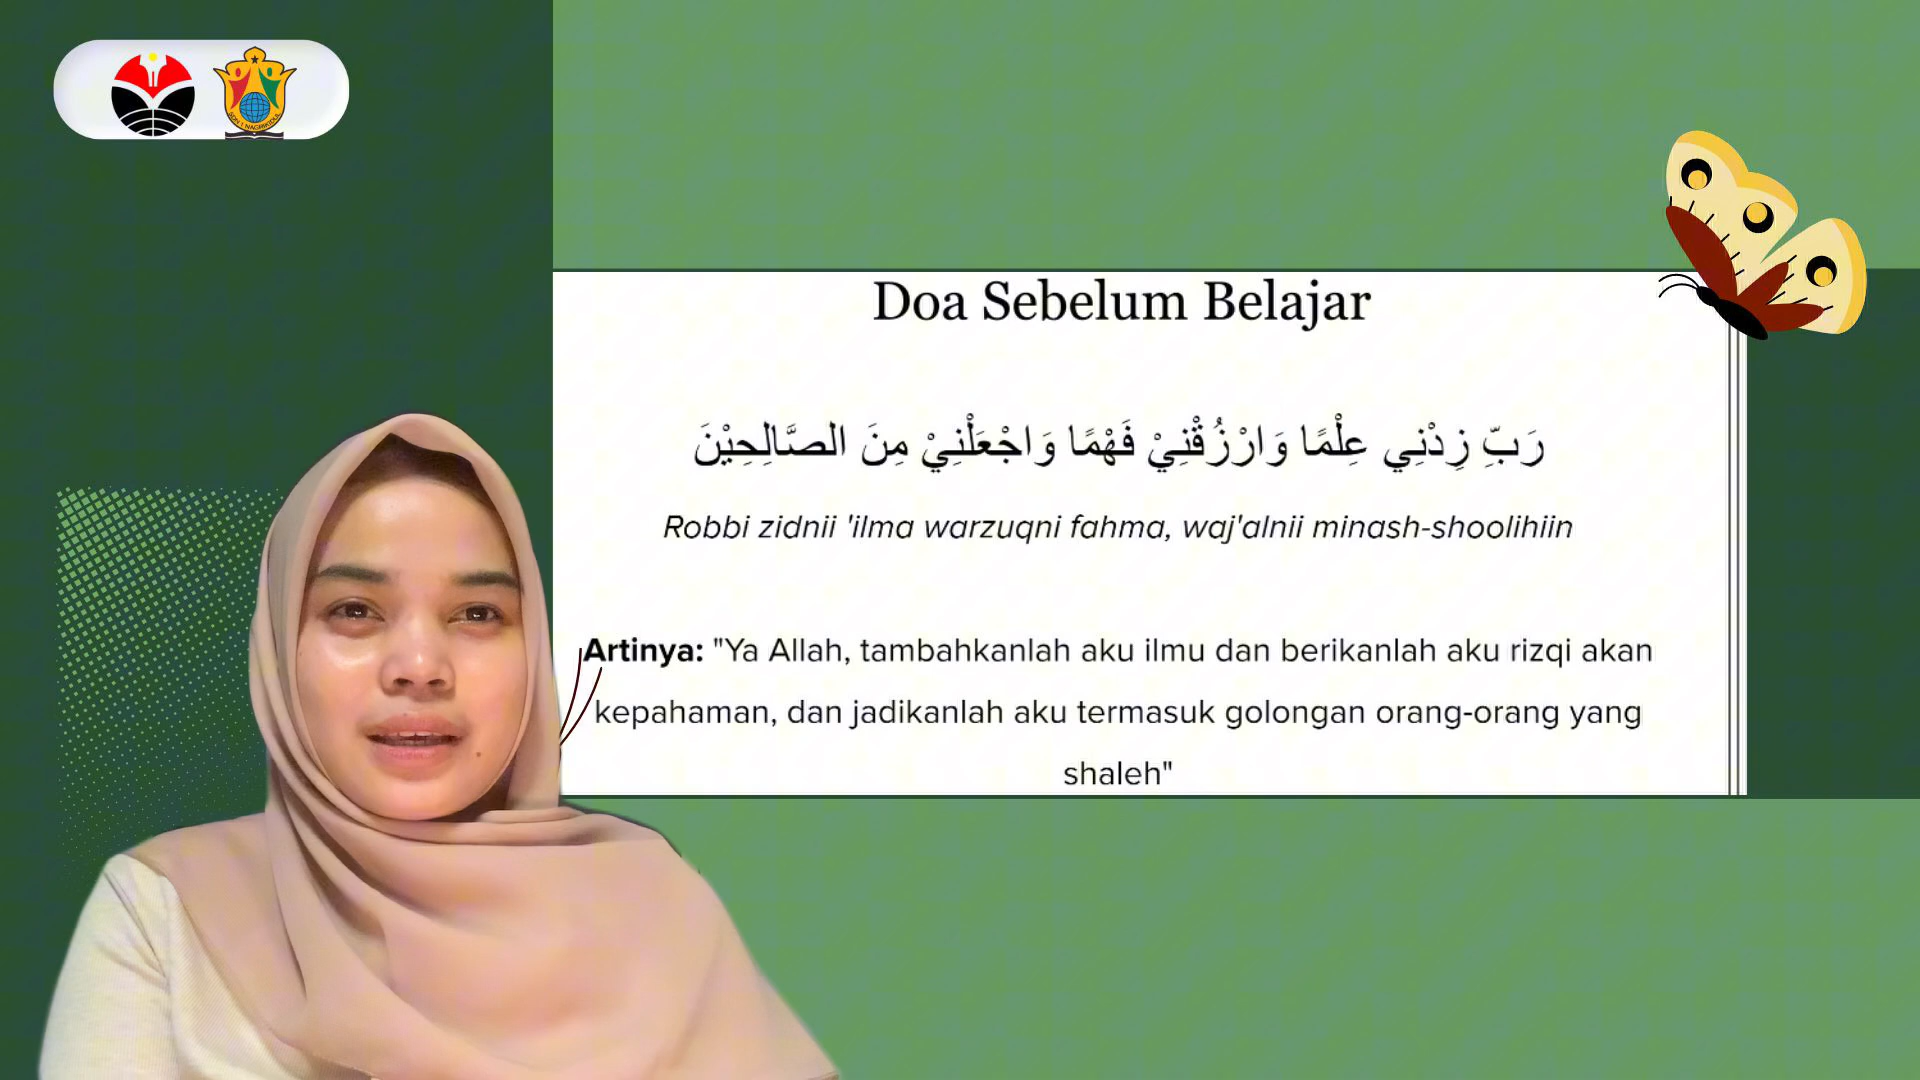 Doa Sebelum Belajar
رَبِّ زِدْنِي عِلْمًا وَارْزُقْنِيْ فَهْمًا وَاجْعَلْنِيْ مِنَ الصَّالِحِيْنَ
Robbi zidnii 'ilma warzuqni fahma, waj'alnii minash-shoolihiin
Artinya: "Ya Allah, tambahkanlah aku ilmu dan berikanlah aku rizqi akan
kepahaman, dan jadikanlah aku termasuk golongan orang-orang yang
shaleh"